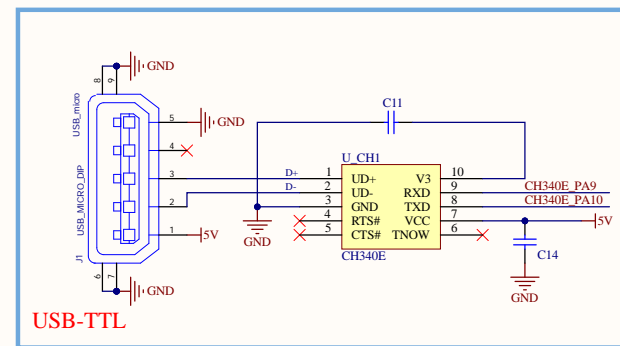 8
9
GND
USB_micro
5
GND
4
3
D+
USB_MICRO_DIP
2
D-
1
5V
J1
6
7
GND
C11
U_CH1
1 UD+ V3 10
2 UD- RXD 9 CH340E_PA9
3 GND TXD 8 CH340E_PA10
4 RTS# VCC 7 5V
5 CTS# TNOW 6
GND
CH340E
C14
GND
USB-TTL